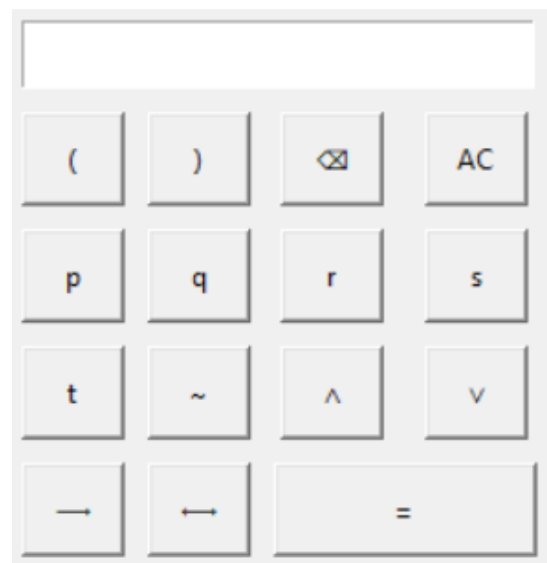 ( ) ⌫ AC
p q r s
t ~ ∧ ∨
→ ↔ =